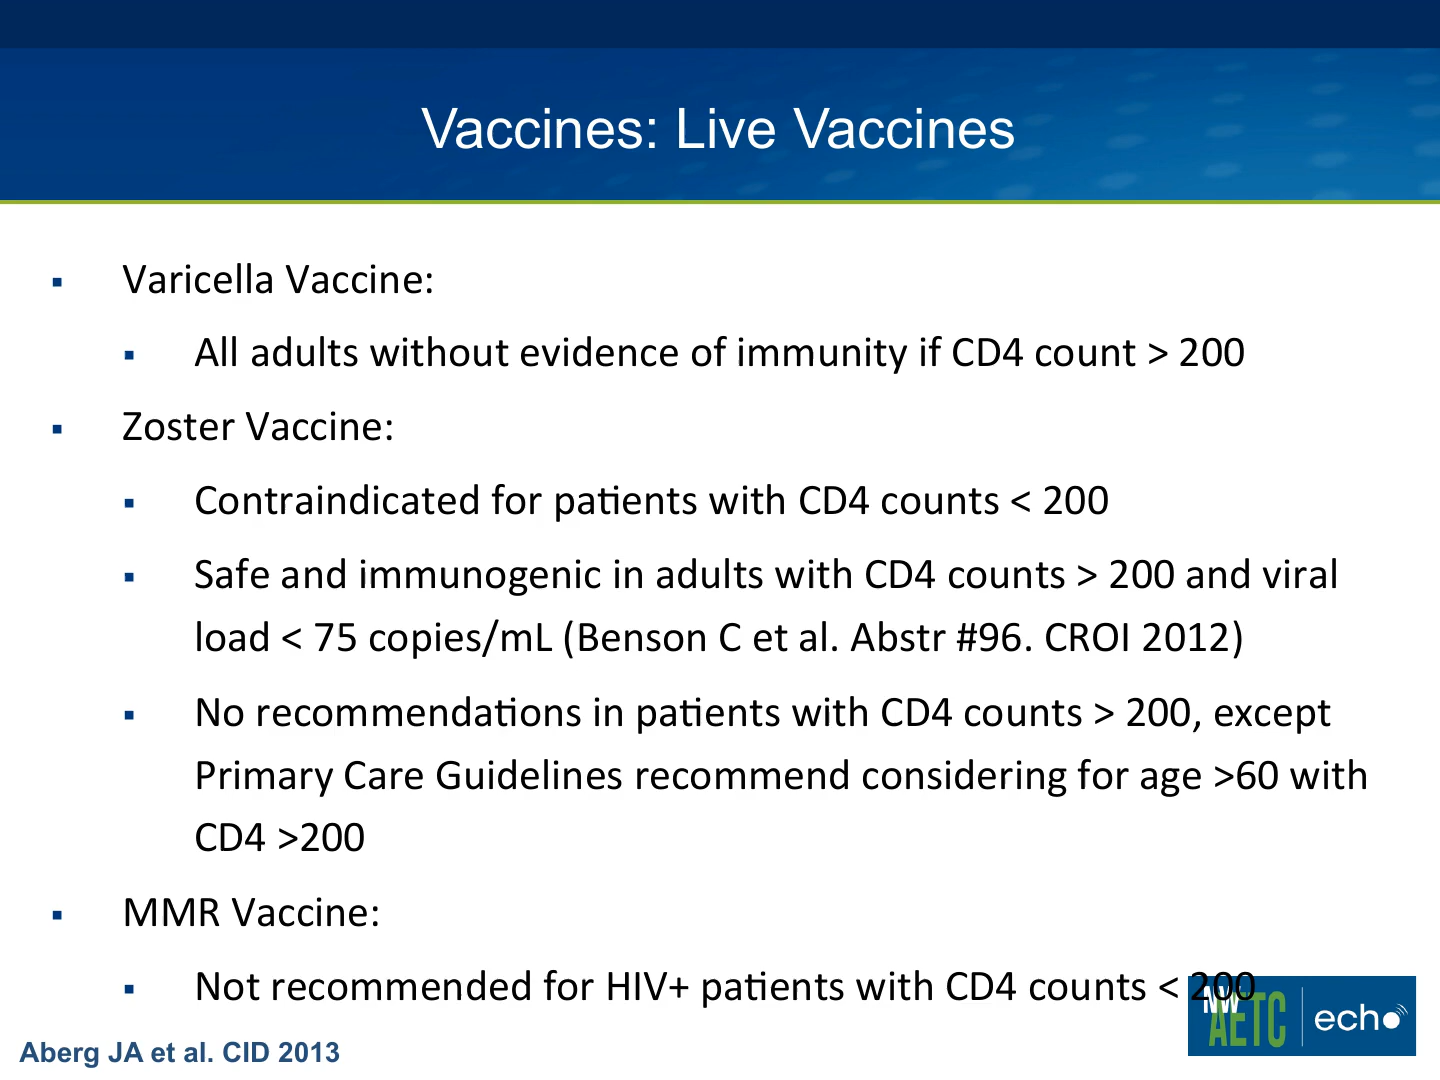 Vaccines: Live Vaccines
▪ Varicella Vaccine:
▪ All adults without evidence of immunity if CD4 count > 200
▪ Zoster Vaccine:
▪ Contraindicated for patients with CD4 counts < 200
▪ Safe and immunogenic in adults with CD4 counts > 200 and viral
load < 75 copies/mL (Benson C et al. Abstr #96. CROI 2012)
▪ No recommendations in patients with CD4 counts > 200, except
Primary Care Guidelines recommend considering for age >60 with
CD4 >200
▪ MMR Vaccine:
▪ Not recommended for HIV+ patients with CD4 counts < 200
NW
AETC echo
Aberg JA et al. CID 2013